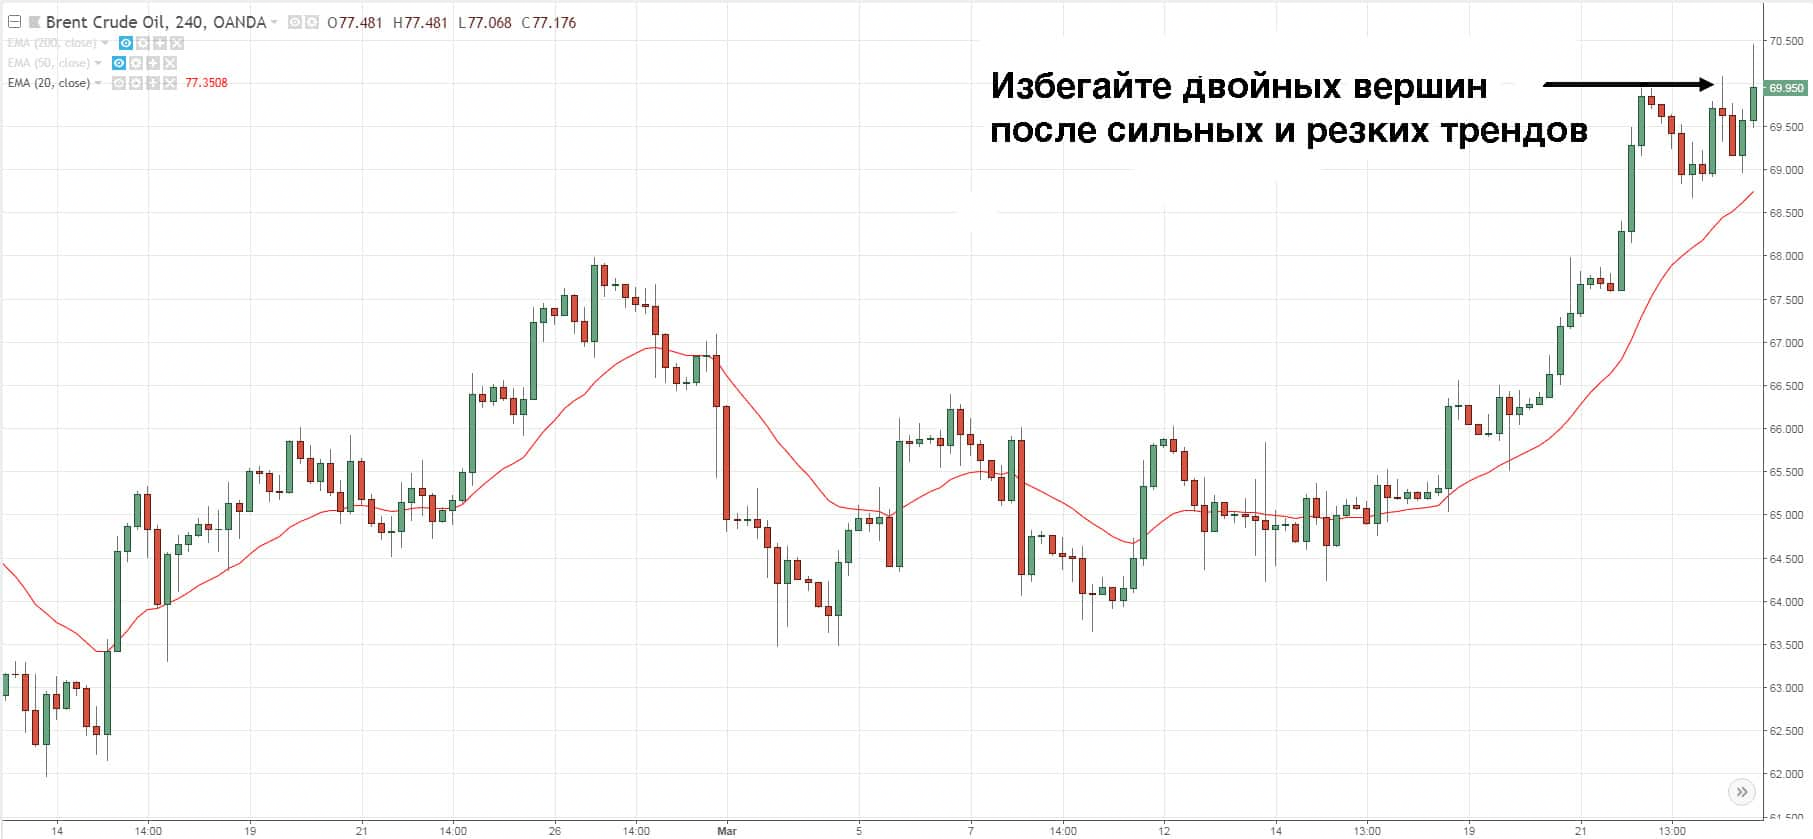 Brent Crude Oil, 240, OANDA O77.481 H77.481 L77.068 C77.176
EMA (200, close)
EMA (50, close)
EMA (20, close) 77.3508
Избегайте двойных вершин
после сильных и резких трендов
70.500
69.950
69.500
69.000
68.500
68.000
67.500
67.000
66.500
66.000
65.500
65.000
64.500
64.000
63.500
63.000
62.500
62.000
61.500
14 14:00 19 21 14:00 26 14:00 Mar 5 7 14:00 12 14 13:00 19 21 13:00